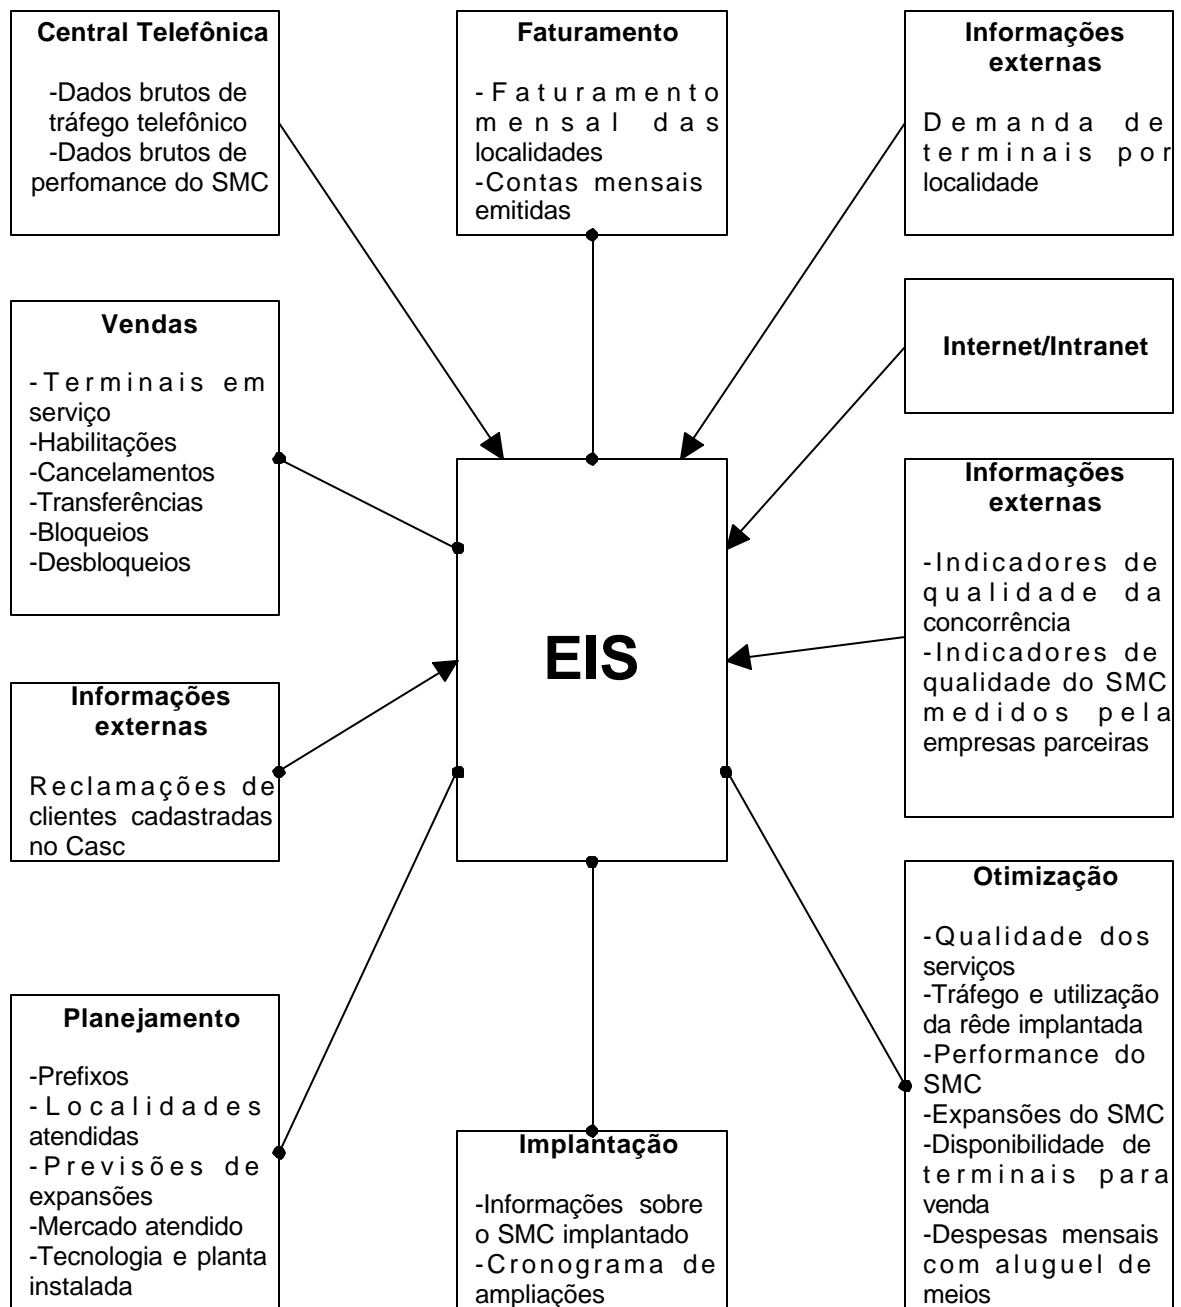 Central Telefônica
-Dados brutos de
tráfego telefônico
-Dados brutos de
perfomance do SMC
Faturamento
-Faturamento
mensal das
localidades
-Contas mensais
emitidas
Informações
externas
Demanda de
terminais por
localidade
Vendas
-Terminais em
serviço
-Habilitações
-Cancelamentos
-Transferências
-Bloqueios
-Desbloqueios
Internet/Intranet
EIS
Informações
externas
-Indicadores de
qualidade da
concorrência
-Indicadores de
qualidade do SMC
medidos pela
empresas parceiras
Informações
externas
Reclamações de
clientes cadastradas
no Casc
Planejamento
-Prefixos
-Localidades
atendidas
-Previsões de
expansões
-Mercado atendido
-Tecnologia e planta
instalada
Implantação
-Informações sobre
o SMC implantado
-Cronograma de
ampliações
Otimização
-Qualidade dos
serviços
-Tráfego e utilização
da rêde implantada
-Performance do
SMC
-Expansões do SMC
-Disponibilidade de
terminais para
venda
-Despesas mensais
com aluguel de
meios